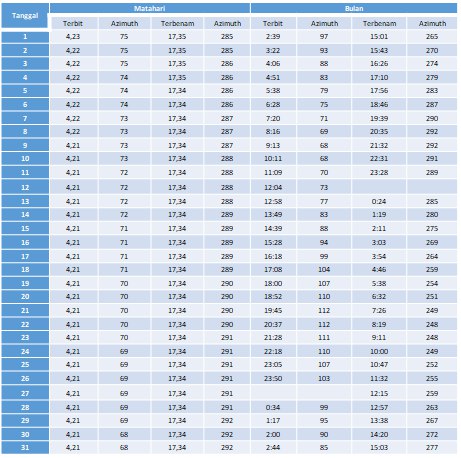 Tanggal Matahari Bulan
Terbit Azimuth Terbenam Azimuth Terbit Azimuth Terbenam Azimuth
1 4,23 75 17,35 285 2:39 97 15:01 265
2 4,22 75 17,35 285 3:22 93 15:43 270
3 4,22 75 17,35 286 4:06 88 16:26 274
4 4,22 74 17,35 286 4:51 83 17:10 279
5 4,22 74 17,34 286 5:38 79 17:56 283
6 4,22 74 17,34 286 6:28 75 18:46 287
7 4,22 73 17,34 287 7:20 71 19:39 290
8 4,22 73 17,34 287 8:16 69 20:35 292
9 4,21 73 17,34 287 9:13 68 21:32 292
10 4,21 73 17,34 288 10:11 68 22:31 291
11 4,21 72 17,34 288 11:09 70 23:28 289
12 4,21 72 17,34 288 12:04 73
13 4,21 72 17,34 288 12:58 77 0:24 285
14 4,21 72 17,34 289 13:49 83 1:19 280
15 4,21 72 17,34 289 14:39 88 2:11 275
16 4,21 71 17,34 289 15:28 94 3:03 269
17 4,21 71 17,34 289 16:18 99 3:54 264
18 4,21 71 17,34 289 17:08 104 4:46 259
19 4,21 70 17,34 290 18:00 107 5:38 254
20 4,21 70 17,34 290 18:52 110 6:32 251
21 4,21 70 17,34 290 19:45 112 7:26 249
22 4,21 70 17,34 290 20:37 112 8:19 248
23 4,21 70 17,34 290 21:28 111 9:11 248
24 4,21 69 17,34 291 22:18 110 10:00 249
25 4,21 69 17,34 291 23:05 107 10:47 252
26 4,21 69 17,34 291 23:50 103 11:32 255
27 4,21 69 17,34 291 12:15 259
28 4,21 69 17,34 291 0:34 99 12:57 263
29 4,21 69 17,34 292 1:17 95 13:38 267
30 4,21 68 17,34 292 2:00 90 14:20 272
31 4,21 68 17,34 292 2:44 85 15:03 277